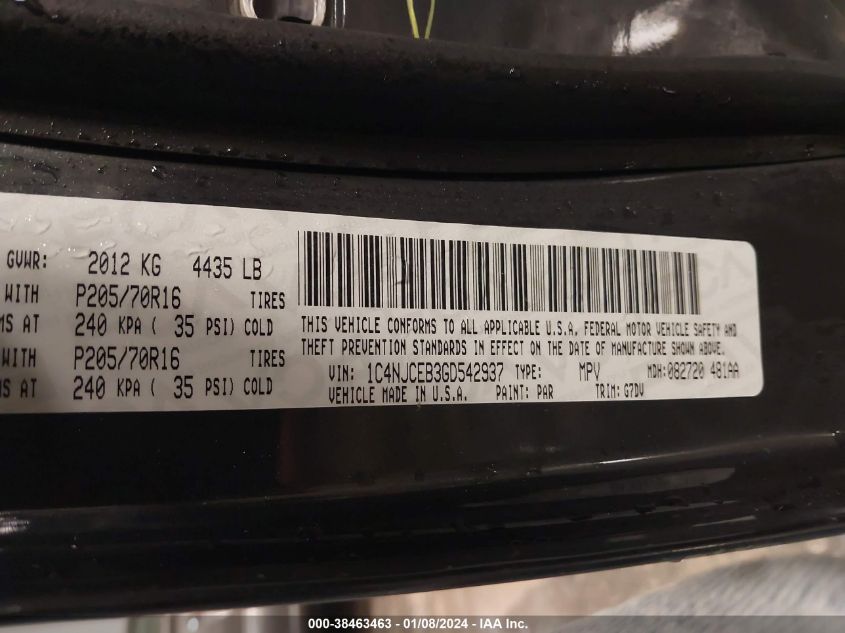 GVWR: 2012 KG 4435 LB
WITH P205/70R16 TIRES
MS AT 240 KPA ( 35 PSI) COLD
WITH P205/70R16 TIRES
MS AT 240 KPA ( 35 PSI) COLD
THIS VEHICLE CONFORMS TO ALL APPLICABLE U.S.A. FEDERAL MOTOR VEHICLE SAFETY AND
THEFT PREVENTION STANDARDS IN EFFECT ON THE DATE OF MANUFACTURE SHOWN ABOVE.
VIN: 1C4NJCEB3GD542937 TYPE: MPV MDH:082720 481AA
VEHICLE MADE IN U.S.A. PAINT: PAR TRIM: G7DV
000-38463463 - 01/08/2024 - IAA Inc.